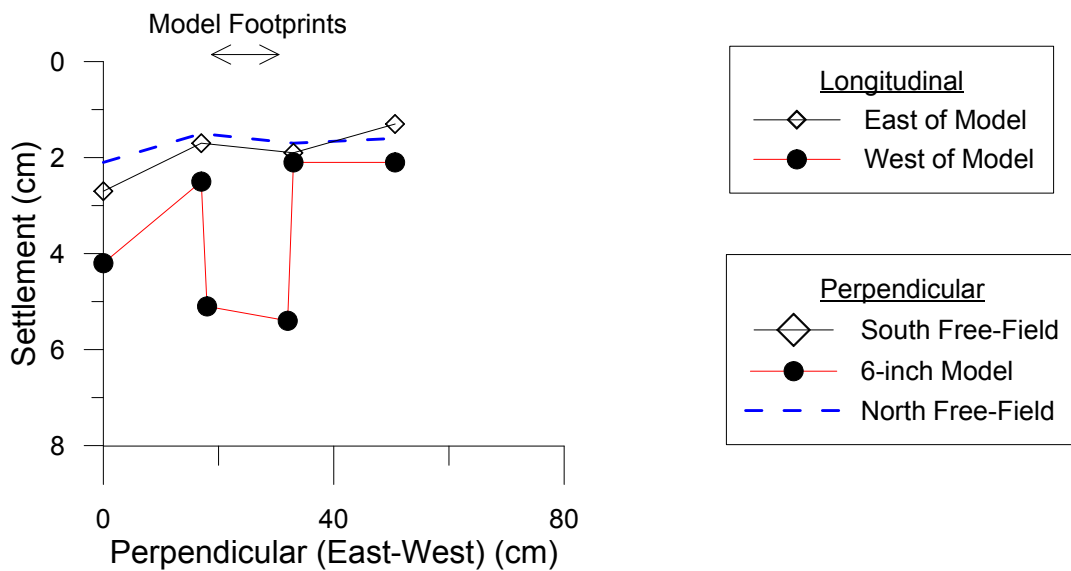 Model Footprints
0
2
4
6
8
Settlement (cm)
0
40
80
Perpendicular (East-West) (cm)
Longitudinal
East of Model
West of Model
Perpendicular
South Free-Field
6-inch Model
North Free-Field